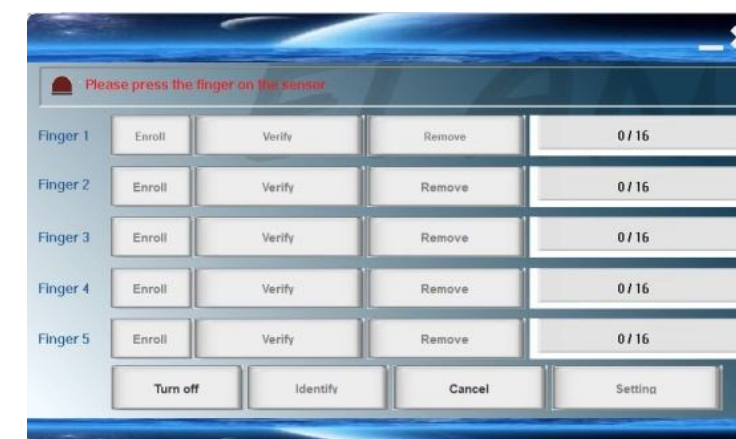 Please press the finger on the sensor
ELAN
Finger 1 Enroll Verify Remove 0 / 16
Finger 2 Enroll Verify Remove 0 / 16
Finger 3 Enroll Verify Remove 0 / 16
Finger 4 Enroll Verify Remove 0 / 16
Finger 5 Enroll Verify Remove 0 / 16
Turn off Identify Cancel Setting